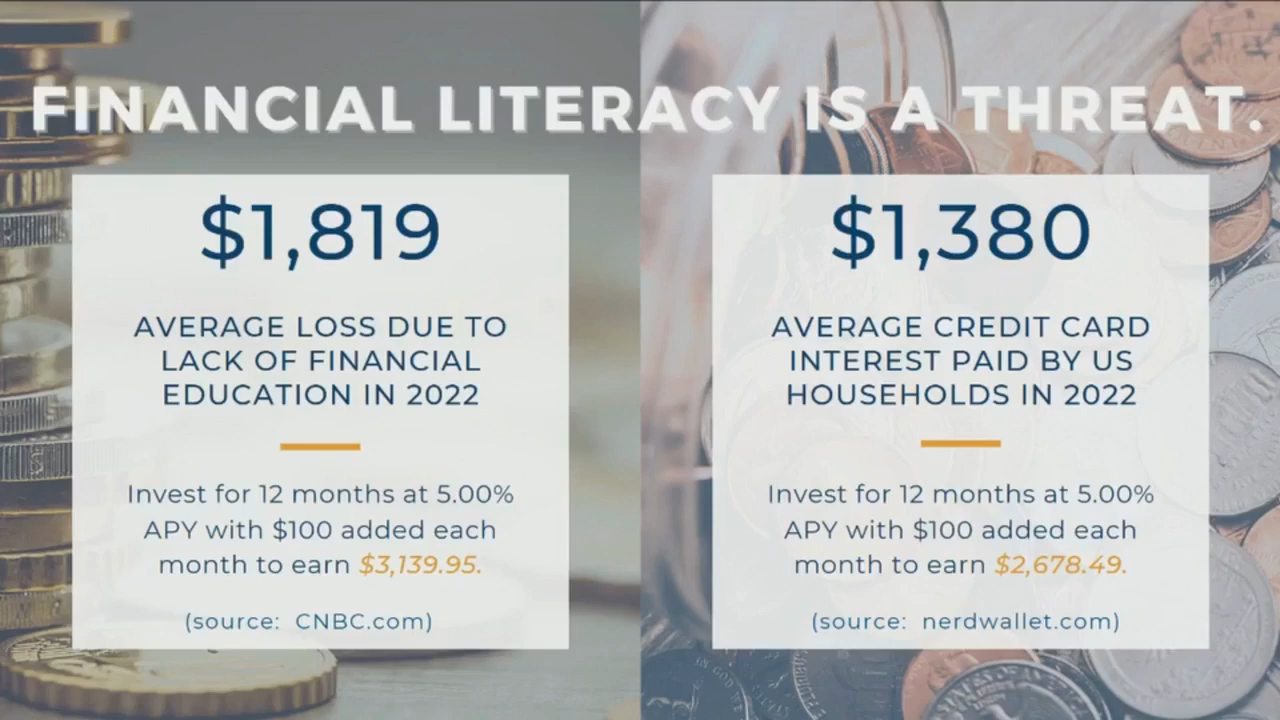 FINANCIAL LITERACY IS A THREAT.
$1,819
AVERAGE LOSS DUE TO
LACK OF FINANCIAL
EDUCATION IN 2022
Invest for 12 months at 5.00%
APY with $100 added each
month to earn $3,139.95.
(source: CNBC.com)
$1,380
AVERAGE CREDIT CARD
INTEREST PAID BY US
HOUSEHOLDS IN 2022
Invest for 12 months at 5.00%
APY with $100 added each
month to earn $2,678.49.
(source: nerdwallet.com)